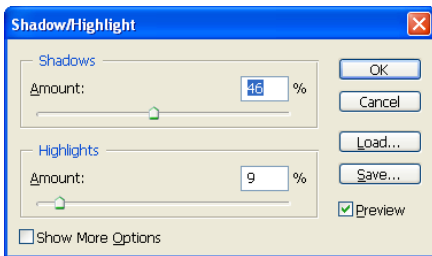 Shadow/Highlight
Shadows
Amount: 46 %
Highlights
Amount: 9 %
Show More Options
OK
Cancel
Load...
Save...
Preview